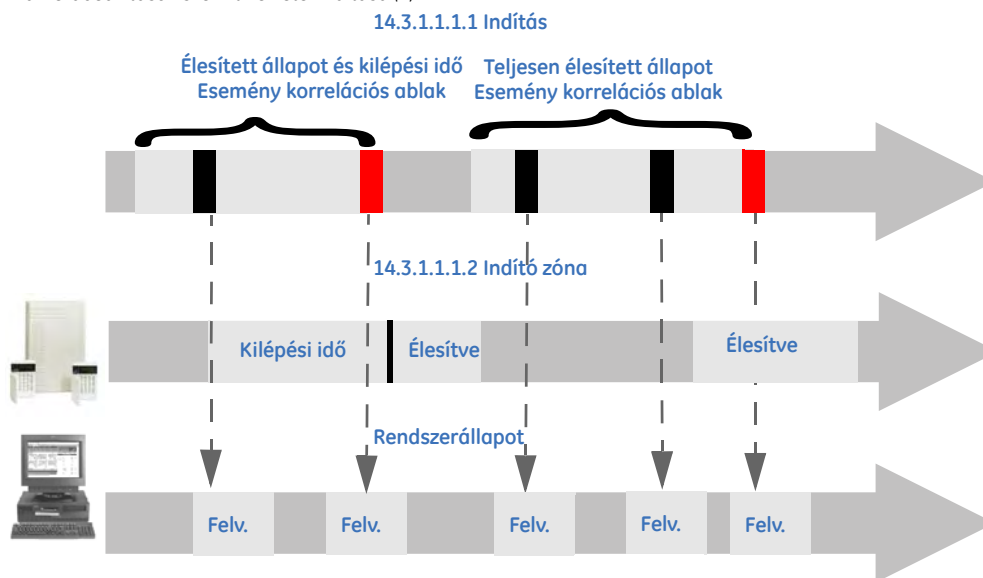 14.3.1.1.1.1 Indítás
Élesített állapot és kilépési idő
Esemény korrelációs ablak
Teljesen élesített állapot
Esemény korrelációs ablak
14.3.1.1.1.2 Indító zóna
Kilépési idő
Élesítve
Élesítve
Rendszerállapot
Felv.
Felv.
Felv.
Felv.
Felv.